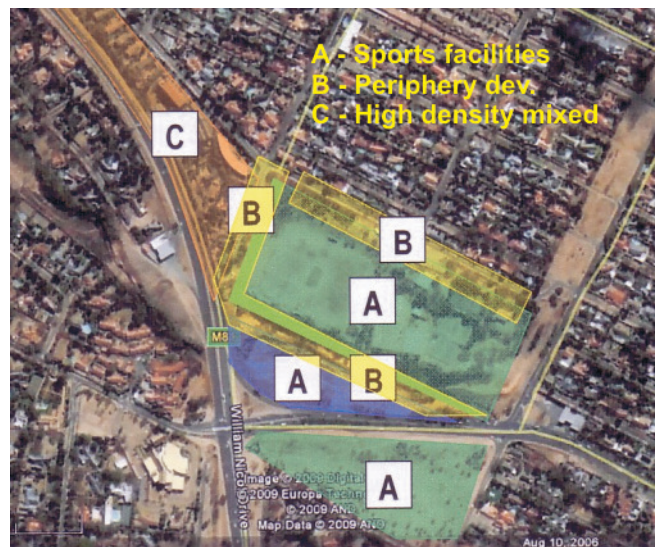 A - Sports facilities
B - Periphery dev.
C - High density mixed
C
B
B
A
M8
A
B
William Nicol Drive
A
Image © 2009 Digital
© 2009 Europa Techn
© 2009 AND
Map Data © 2009 AND
Aug 10, 2006